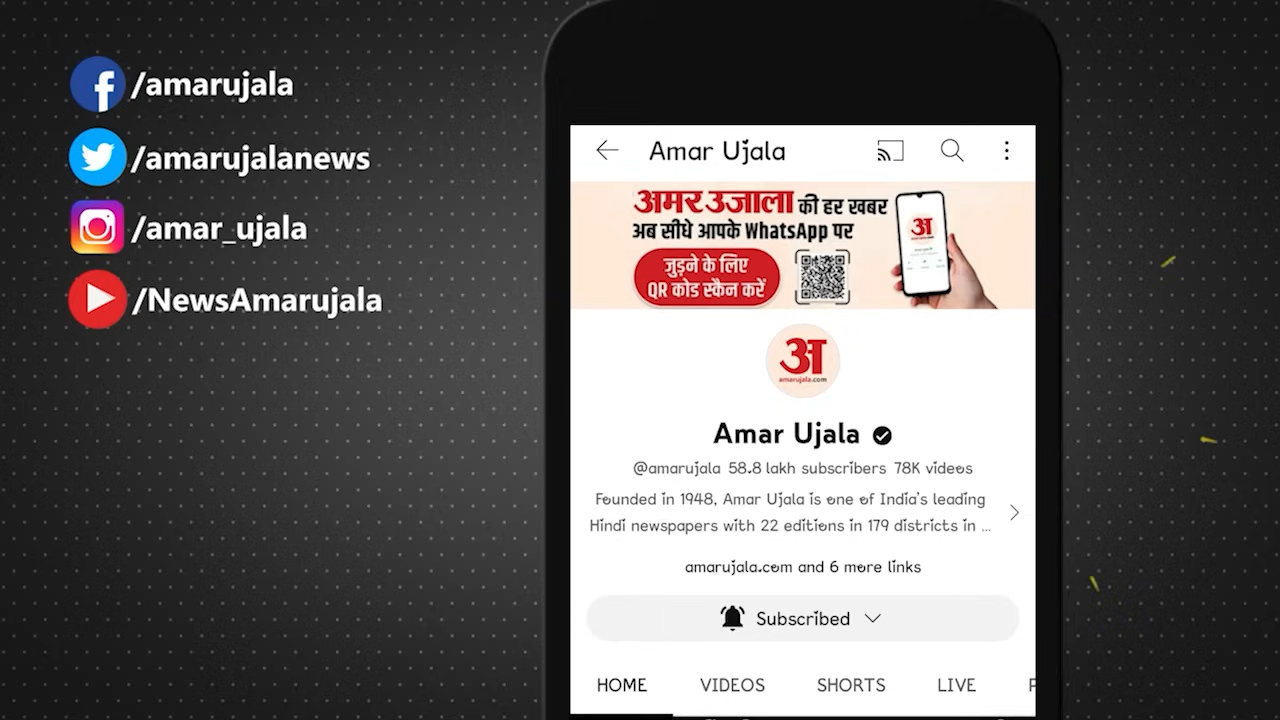 /amarujala
/amarujalanews
/amar_ujala
/NewsAmarujala
Amar Ujala
अमर उजाला की हर खबर
अब सीधे आपके WhatsApp पर
जुड़ने के लिए
QR कोड स्कैन करें
अ
अ
amarujala.com
Amar Ujala
@amarujala 58.8 lakh subscribers 78K videos
Founded in 1948, Amar Ujala is one of India's leading
Hindi newspapers with 22 editions in 179 districts in ...
amarujala.com and 6 more links
Subscribed
HOME VIDEOS SHORTS LIVE